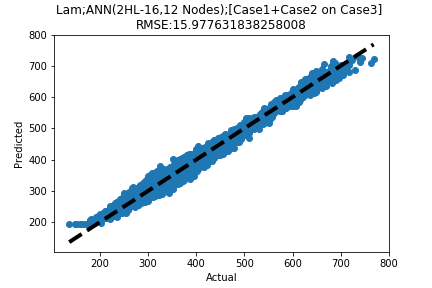 Lam;ANN(2HL-16,12 Nodes);[Case1+Case2 on Case3]
RMSE:15.977631838258008
800
700
600
500
400
300
200
Predicted
200 300 400 500 600 700 800
Actual